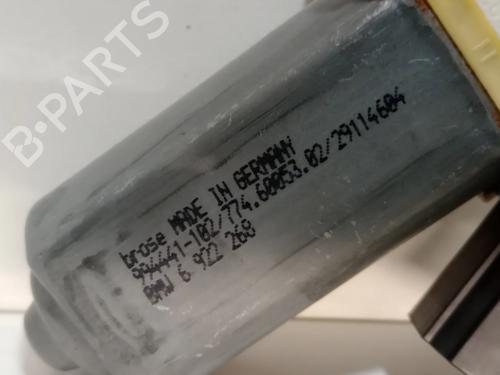 B-PARTS
brose MADE IN GERMANY
994441-102/774.60053.02/29114604
BMW 6 922 268